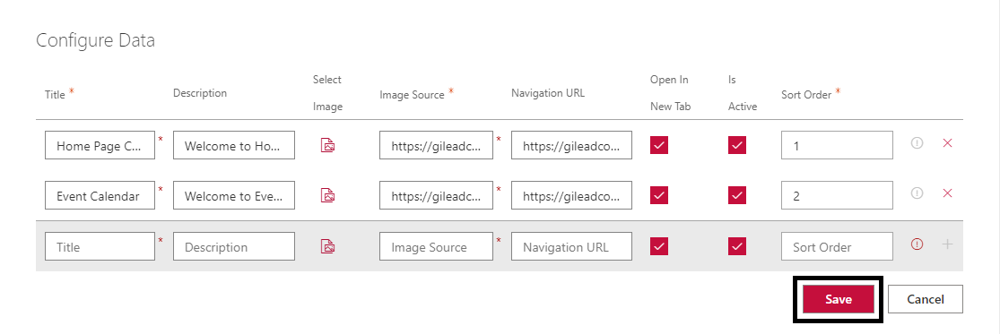 Configure Data
Title * Description Select Image Image Source * Navigation URL Open In New Tab Is Active Sort Order *
Home Page C... * Welcome to Ho... https://gileadco... * https://gileadco... 1
Event Calendar * Welcome to Eve... https://gileadc... * https://gileadco... 2
Title * Description Image Source * Navigation URL Sort Order
Save Cancel